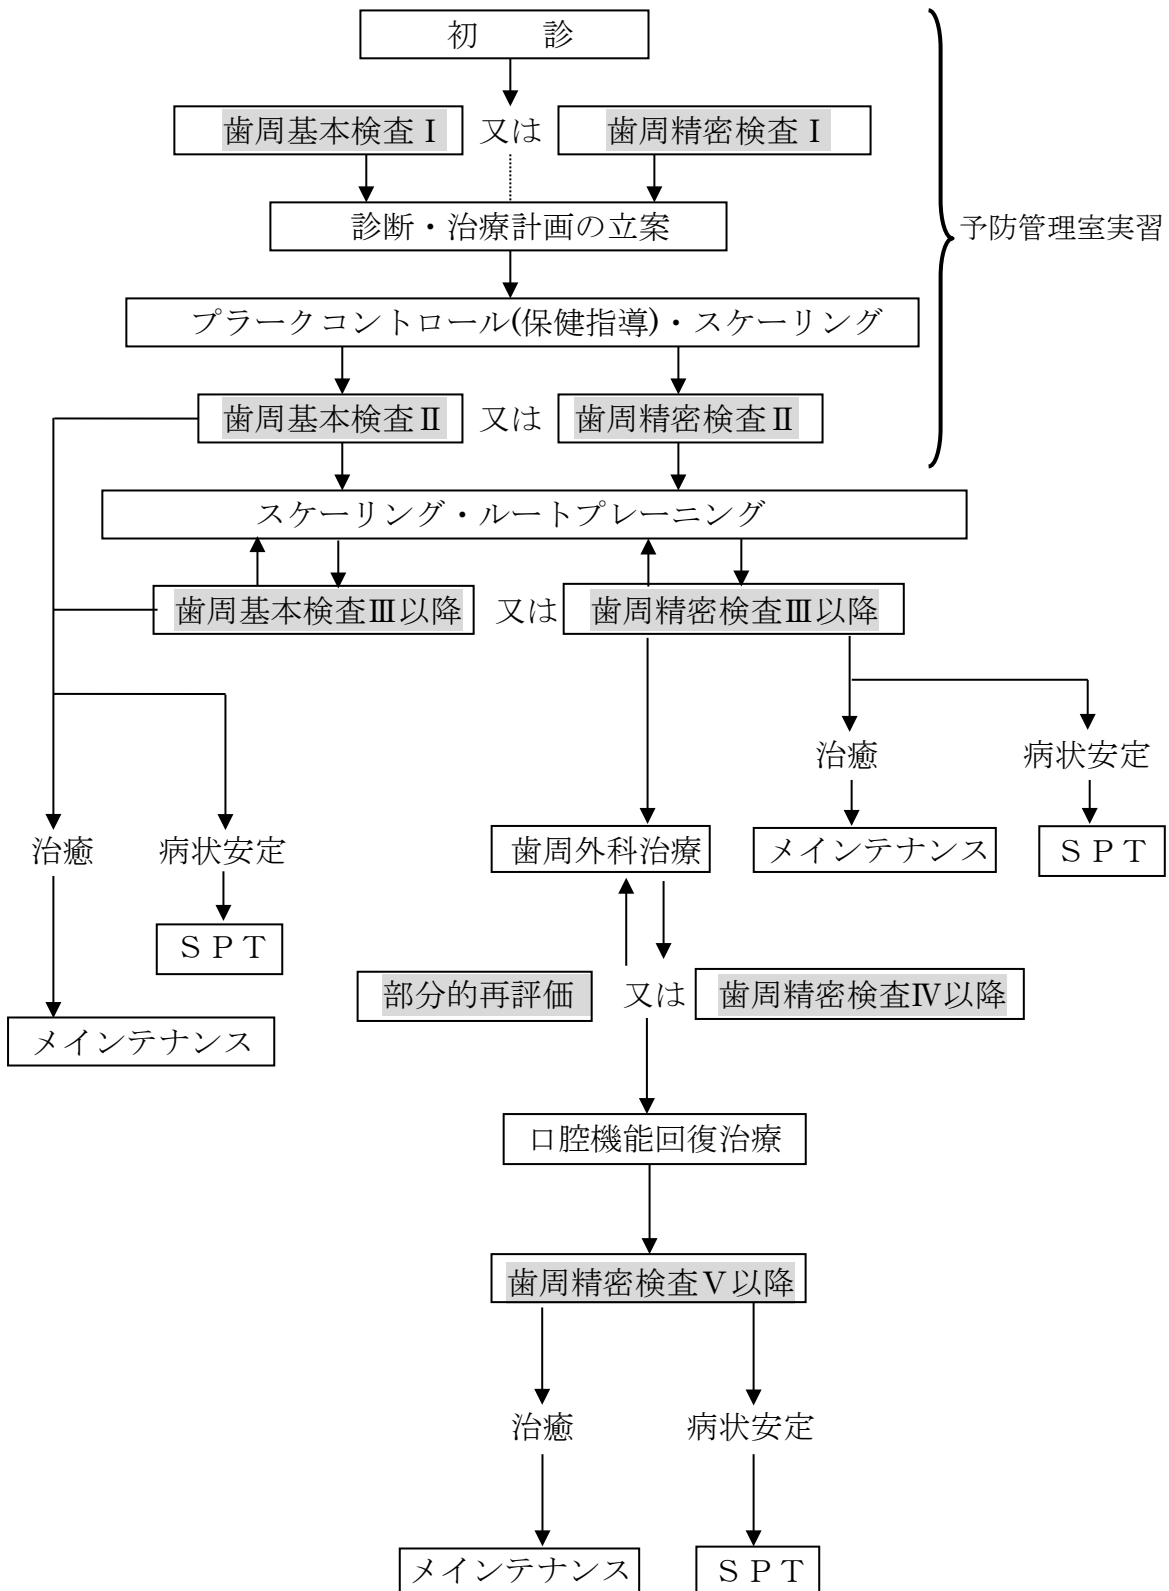 初　　診
歯周基本検査Ⅰ 又は 歯周精密検査Ⅰ
診断・治療計画の立案
予防管理室実習
プラークコントロール(保健指導)・スケーリング
歯周基本検査Ⅱ 又は 歯周精密検査Ⅱ
スケーリング・ルートプレーニング
歯周基本検査Ⅲ以降 又は 歯周精密検査Ⅲ以降
治癒 病状安定
治癒 病状安定 歯周外科治療 メインテナンス ＳＰＴ
ＳＰＴ
部分的再評価 又は 歯周精密検査Ⅳ以降
メインテナンス
口腔機能回復治療
歯周精密検査Ⅴ以降
治癒 病状安定
メインテナンス ＳＰＴ